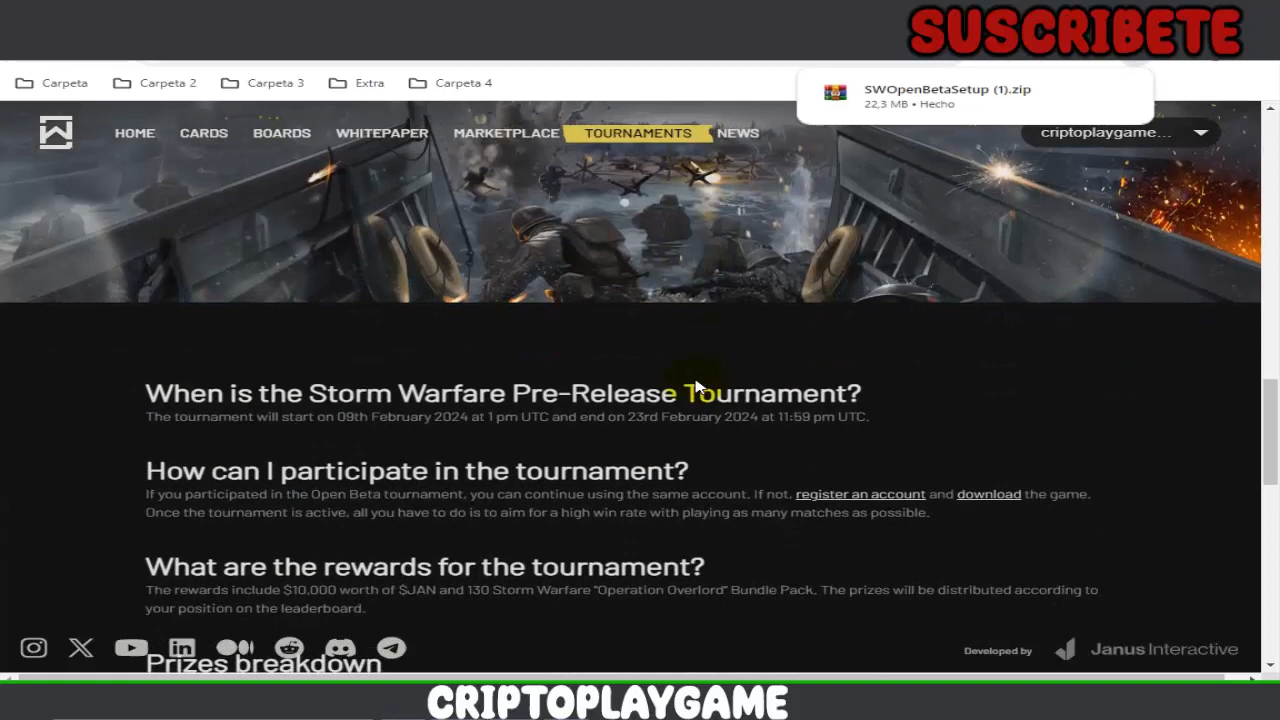 SUSCRIBETE
Carpeta Carpeta 2 Carpeta 3 Extra Carpeta 4
SWOpenBetaSetup (1).zip
22,3 MB • Hecho
HOME CARDS BOARDS WHITEPAPER MARKETPLACE TOURNAMENTS NEWS criptoplaygame...
When is the Storm Warfare Pre-Release Tournament?
The tournament will start on 09th February 2024 at 1 pm UTC and end on 23rd February 2024 at 11:59 pm UTC.
How can I participate in the tournament?
If you participated in the Open Beta tournament, you can continue using the same account. If not, register an account and download the game.
Once the tournament is active, all you have to do is to aim for a high win rate with playing as many matches as possible.
What are the rewards for the tournament?
The rewards include $10,000 worth of $JAN and 130 Storm Warfare "Operation Overlord" Bundle Pack. The prizes will be distributed according to
your position on the leaderboard.
Developed by Janus Interactive
Prizes breakdown
CRIPTOPLAYGAME